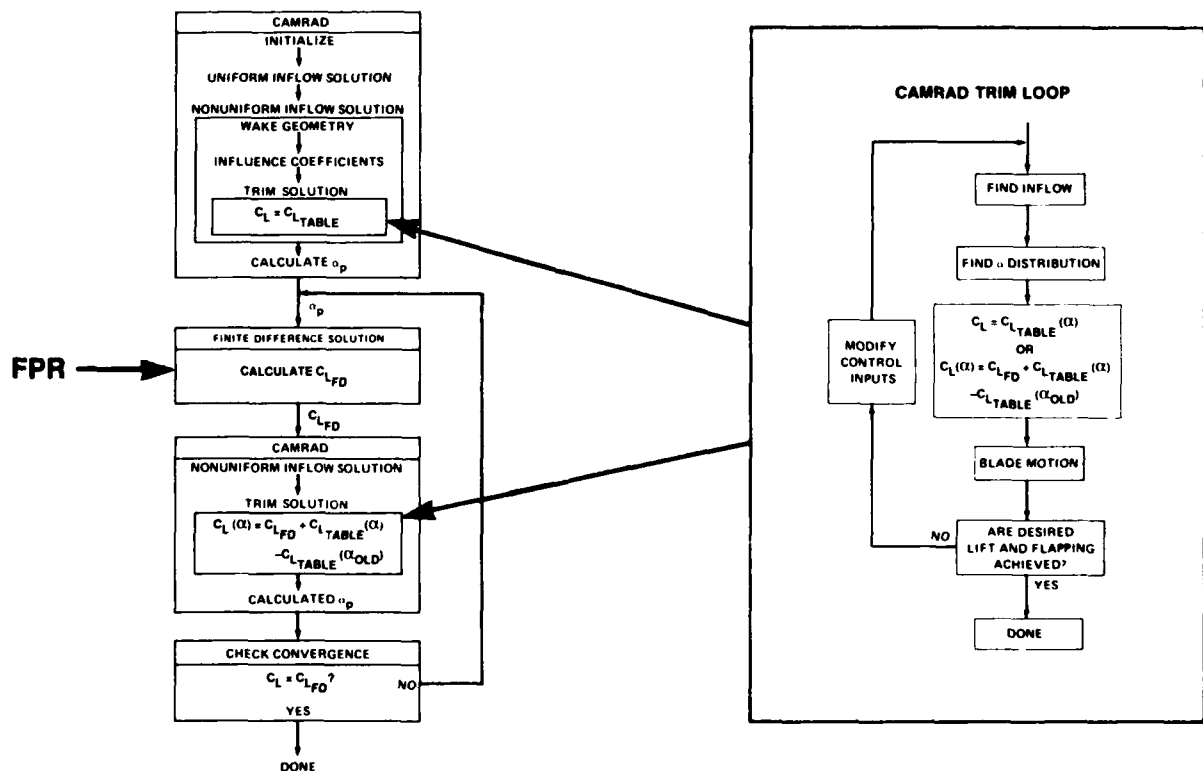 CAMRAD
INITIALIZE
UNIFORM INFLOW SOLUTION
NONUNIFORM INFLOW SOLUTION
WAKE GEOMETRY
INFLUENCE COEFFICIENTS
TRIM SOLUTION
C_L = C_L_TABLE
CALCULATE α_p
α_p
FINITE DIFFERENCE SOLUTION
FPR
CALCULATE C_L_FD
C_L_FD
CAMRAD
NONUNIFORM INFLOW SOLUTION
TRIM SOLUTION
C_L (α) = C_L_FD + C_L_TABLE (α)
–C_L_TABLE (α_OLD)
CALCULATED α_p
CHECK CONVERGENCE
C_L = C_L_FD ?
NO
YES
DONE
CAMRAD TRIM LOOP
FIND INFLOW
FIND α DISTRIBUTION
C_L = C_L_TABLE (α)
OR
C_L (α) = C_L_FD + C_L_TABLE (α)
–C_L_TABLE (α_OLD)
MODIFY
CONTROL
INPUTS
BLADE MOTION
NO
ARE DESIRED
LIFT AND FLAPPING
ACHIEVED?
YES
DONE